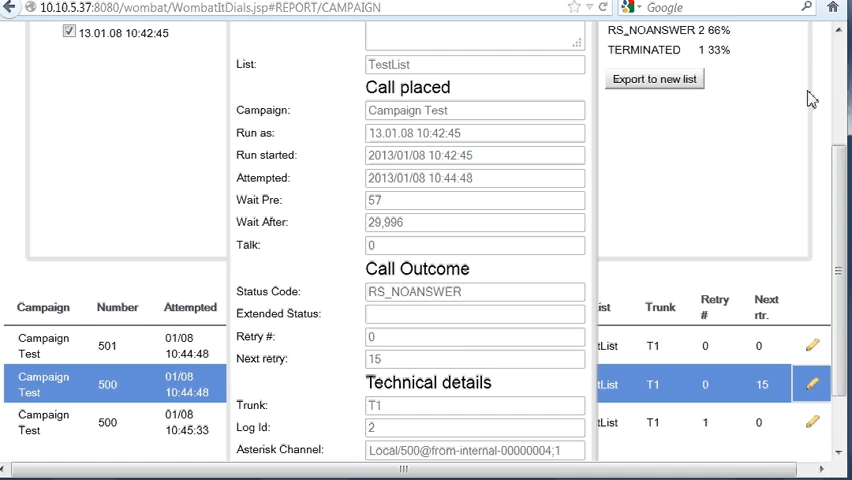 10.10.5.37:8080/wombat/WombatItDials.jsp#REPORT/CAMPAIGN
Google
13.01.08 10:42:45
RS_NOANSWER 2 66%
TERMINATED 1 33%
Export to new list
List: TestList
Call placed
Campaign: Campaign Test
Run as: 13.01.08 10:42:45
Run started: 2013/01/08 10:42:45
Attempted: 2013/01/08 10:44:48
Wait Pre: 57
Wait After: 29,996
Talk: 0
Call Outcome
Status Code: RS_NOANSWER
Extended Status:
Retry #: 0
Next retry: 15
Technical details
Trunk: T1
Log Id: 2
Asterisk Channel: Local/500@from-internal-00000004;1
Campaign Number Attempted ist Trunk Retry # Next rtr.
Campaign Test 501 01/08 10:44:48 tList T1 0 0
Campaign Test 500 01/08 10:44:48 tList T1 0 15
Campaign Test 500 01/08 10:45:33 tList T1 1 0